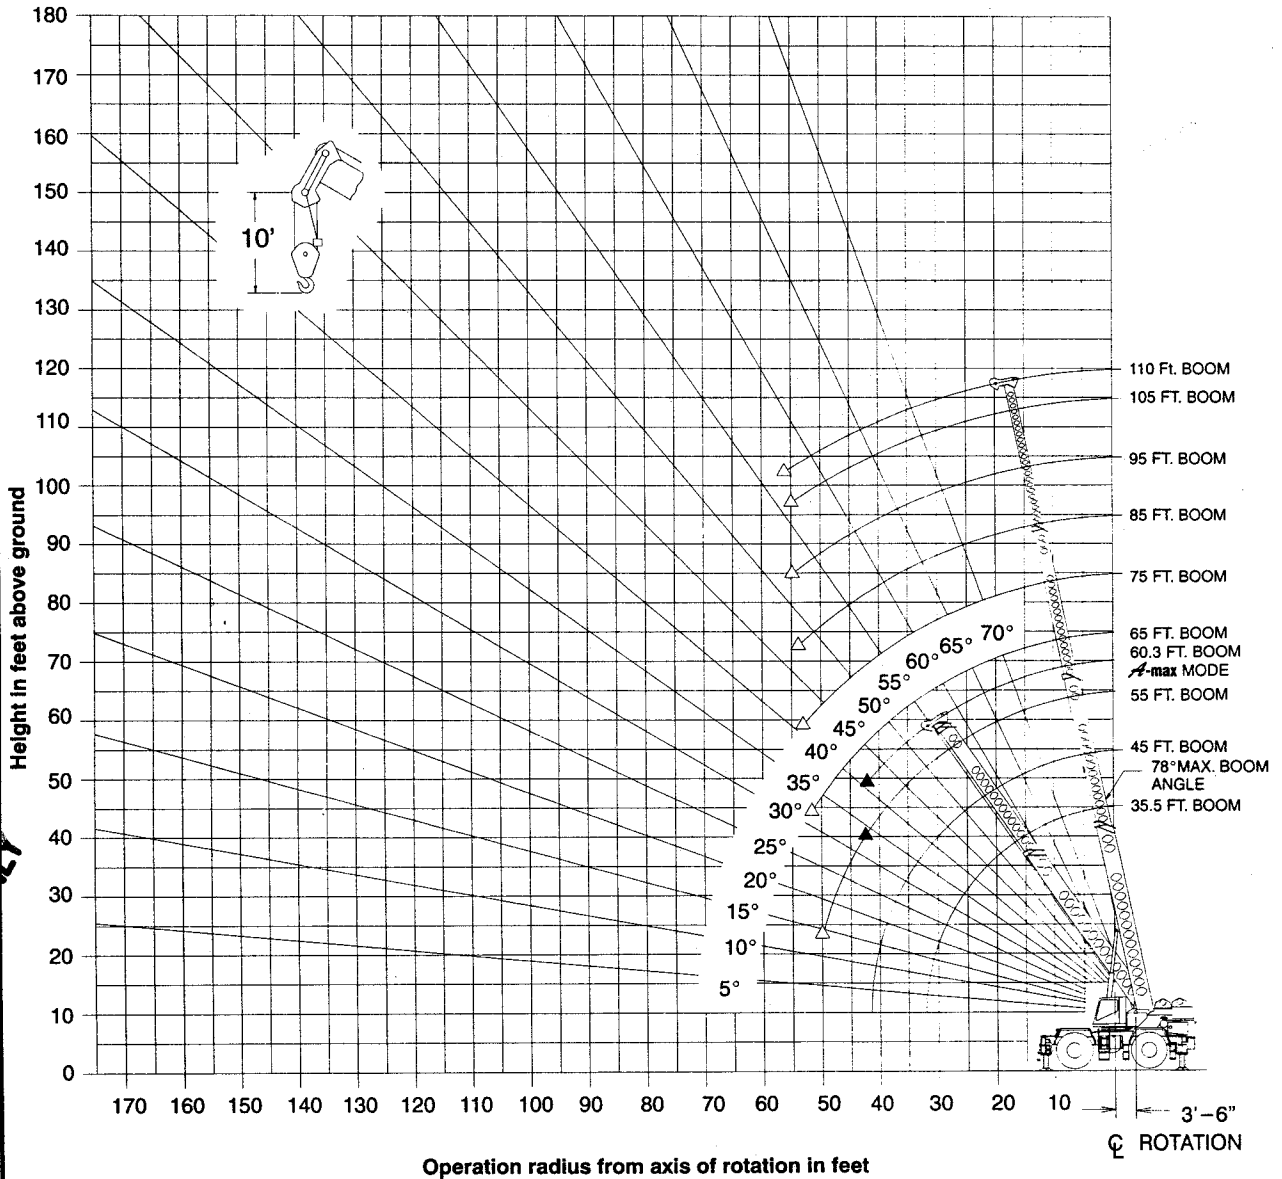 180
170
160
150
140
130
120
110
100
90
80
70
60
50
40
30
20
10
0
Height in feet above ground
10'
110 Ft. BOOM
105 FT. BOOM
95 FT. BOOM
85 FT. BOOM
75 FT. BOOM
65 FT. BOOM
60.3 FT. BOOM
A-max MODE
55 FT. BOOM
45 FT. BOOM
78° MAX. BOOM
ANGLE
35.5 FT. BOOM
70°
65°
60°
55°
50°
45°
40°
35°
30°
25°
20°
15°
10°
5°
170 160 150 140 130 120 110 100 90 80 70 60 50 40 30 20 10
3'–6"
℄ ROTATION
Operation radius from axis of rotation in feet